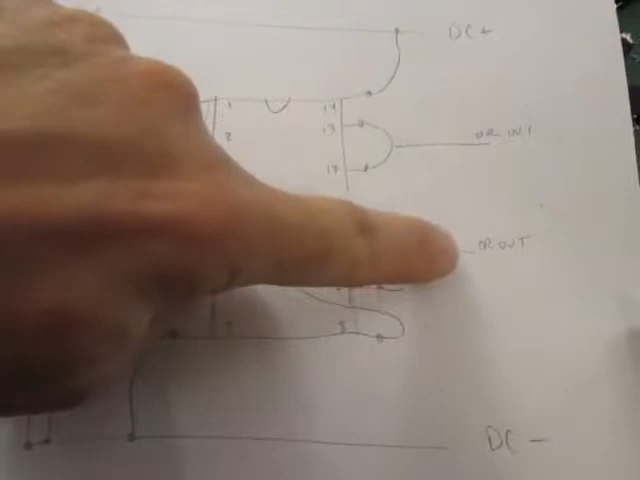 DC+
1
14
13
2
OR IN 1
12
OR OUT
7
8
DC -